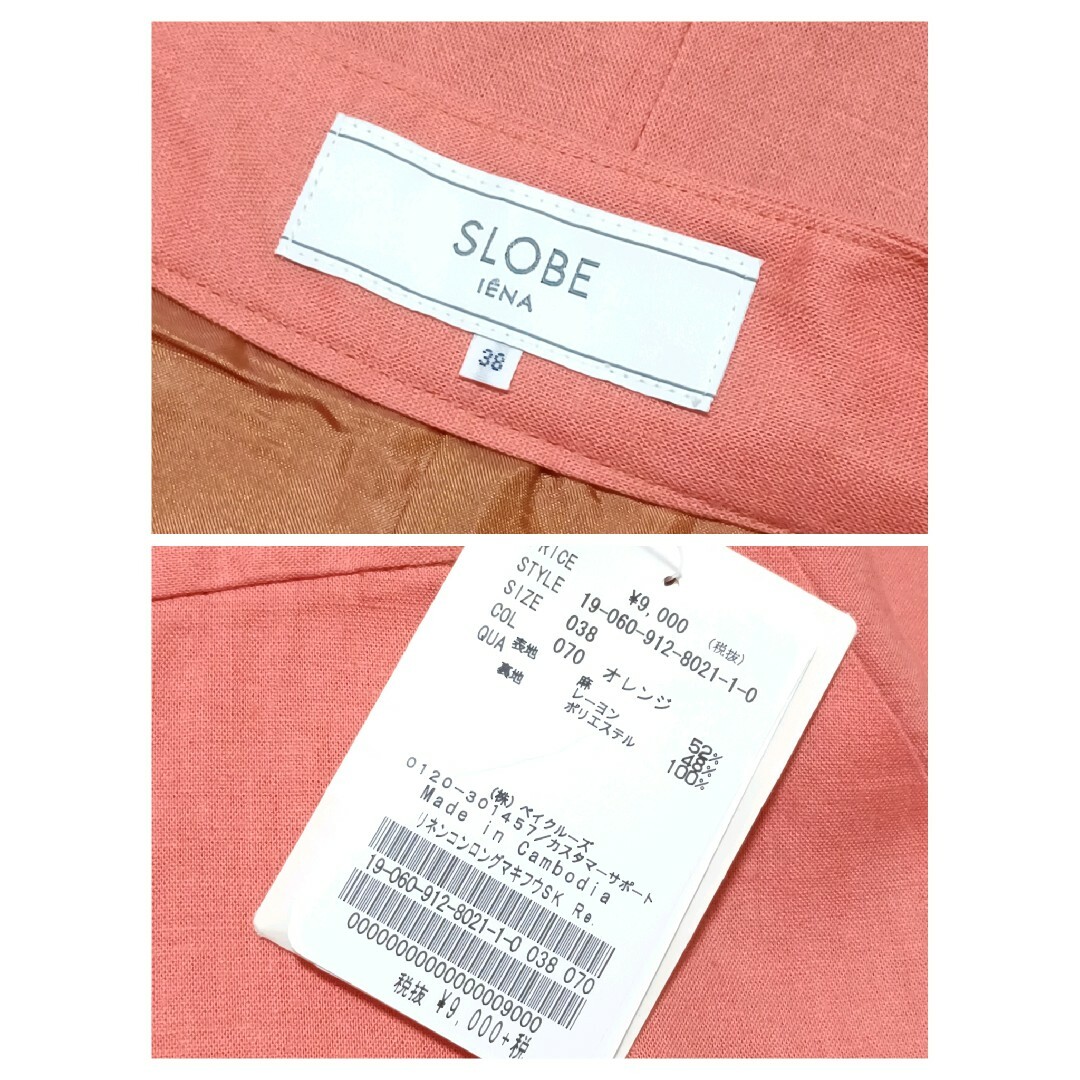 SLOBE
IÉNA
38
RICE ¥9,000 (税抜)
STYLE 19-060-912-8021-1-0
SIZE 038
COL 070 オレンジ
QUA 表地 麻 52%
レーヨン 48%
裏地 ポリエステル 100%
(株)ベイクルーズ
0120-301457/カスタマーサポート
Made in Cambodia
リネンコンロングマキフウSK Re.
19-060-912-8021-1-0 038 070
0000000000000009000
税抜 ¥9,000+税